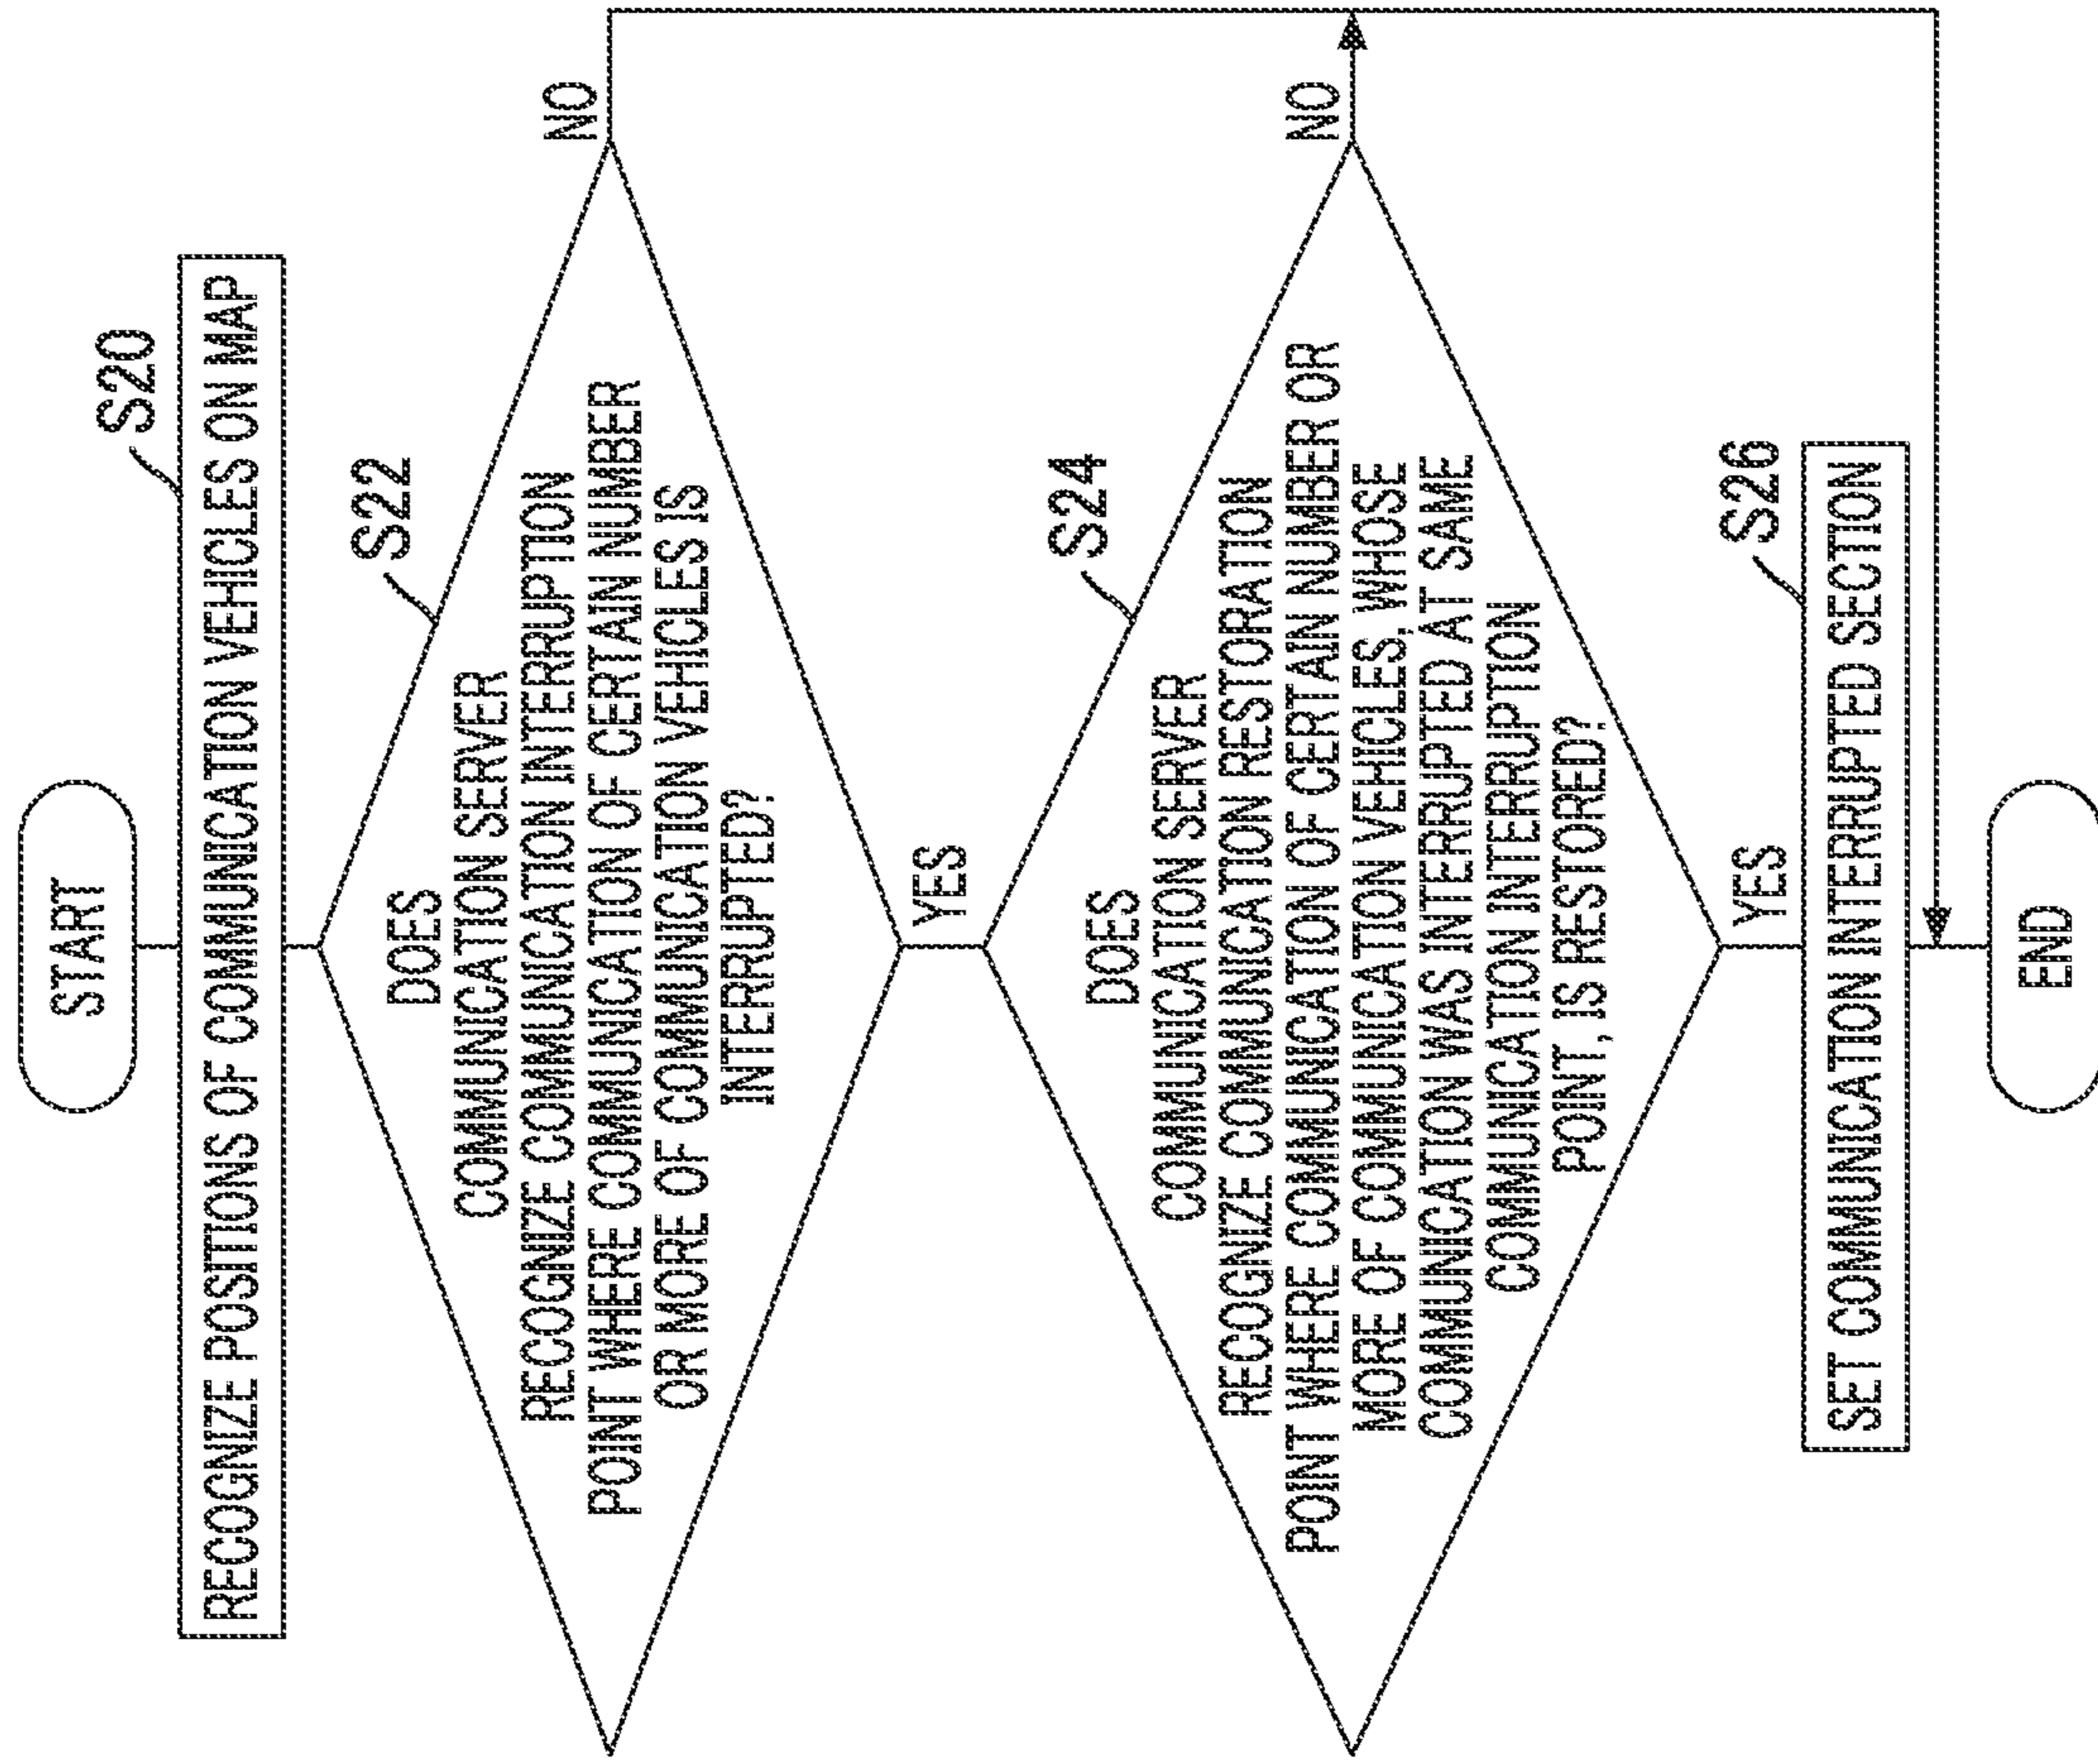 START
S20
RECOGNIZE POSITIONS OF COMMUNICATION VEHICLES ON MAP
S22
DOES
COMMUNICATION SERVER
RECOGNIZE COMMUNICATION INTERRUPTION
POINT WHERE COMMUNICATION OF CERTAIN NUMBER
OR MORE OF COMMUNICATION VEHICLES IS
INTERRUPTED?
NO
YES
S24
DOES
COMMUNICATION SERVER
RECOGNIZE COMMUNICATION RESTORATION
POINT WHERE COMMUNICATION OF CERTAIN NUMBER OR
MORE OF COMMUNICATION VEHICLES, WHOSE
COMMUNICATION WAS INTERRUPTED AT SAME
COMMUNICATION INTERRUPTION
POINT, IS RESTORED?
NO
YES
S26
SET COMMUNICATION INTERRUPTED SECTION
END